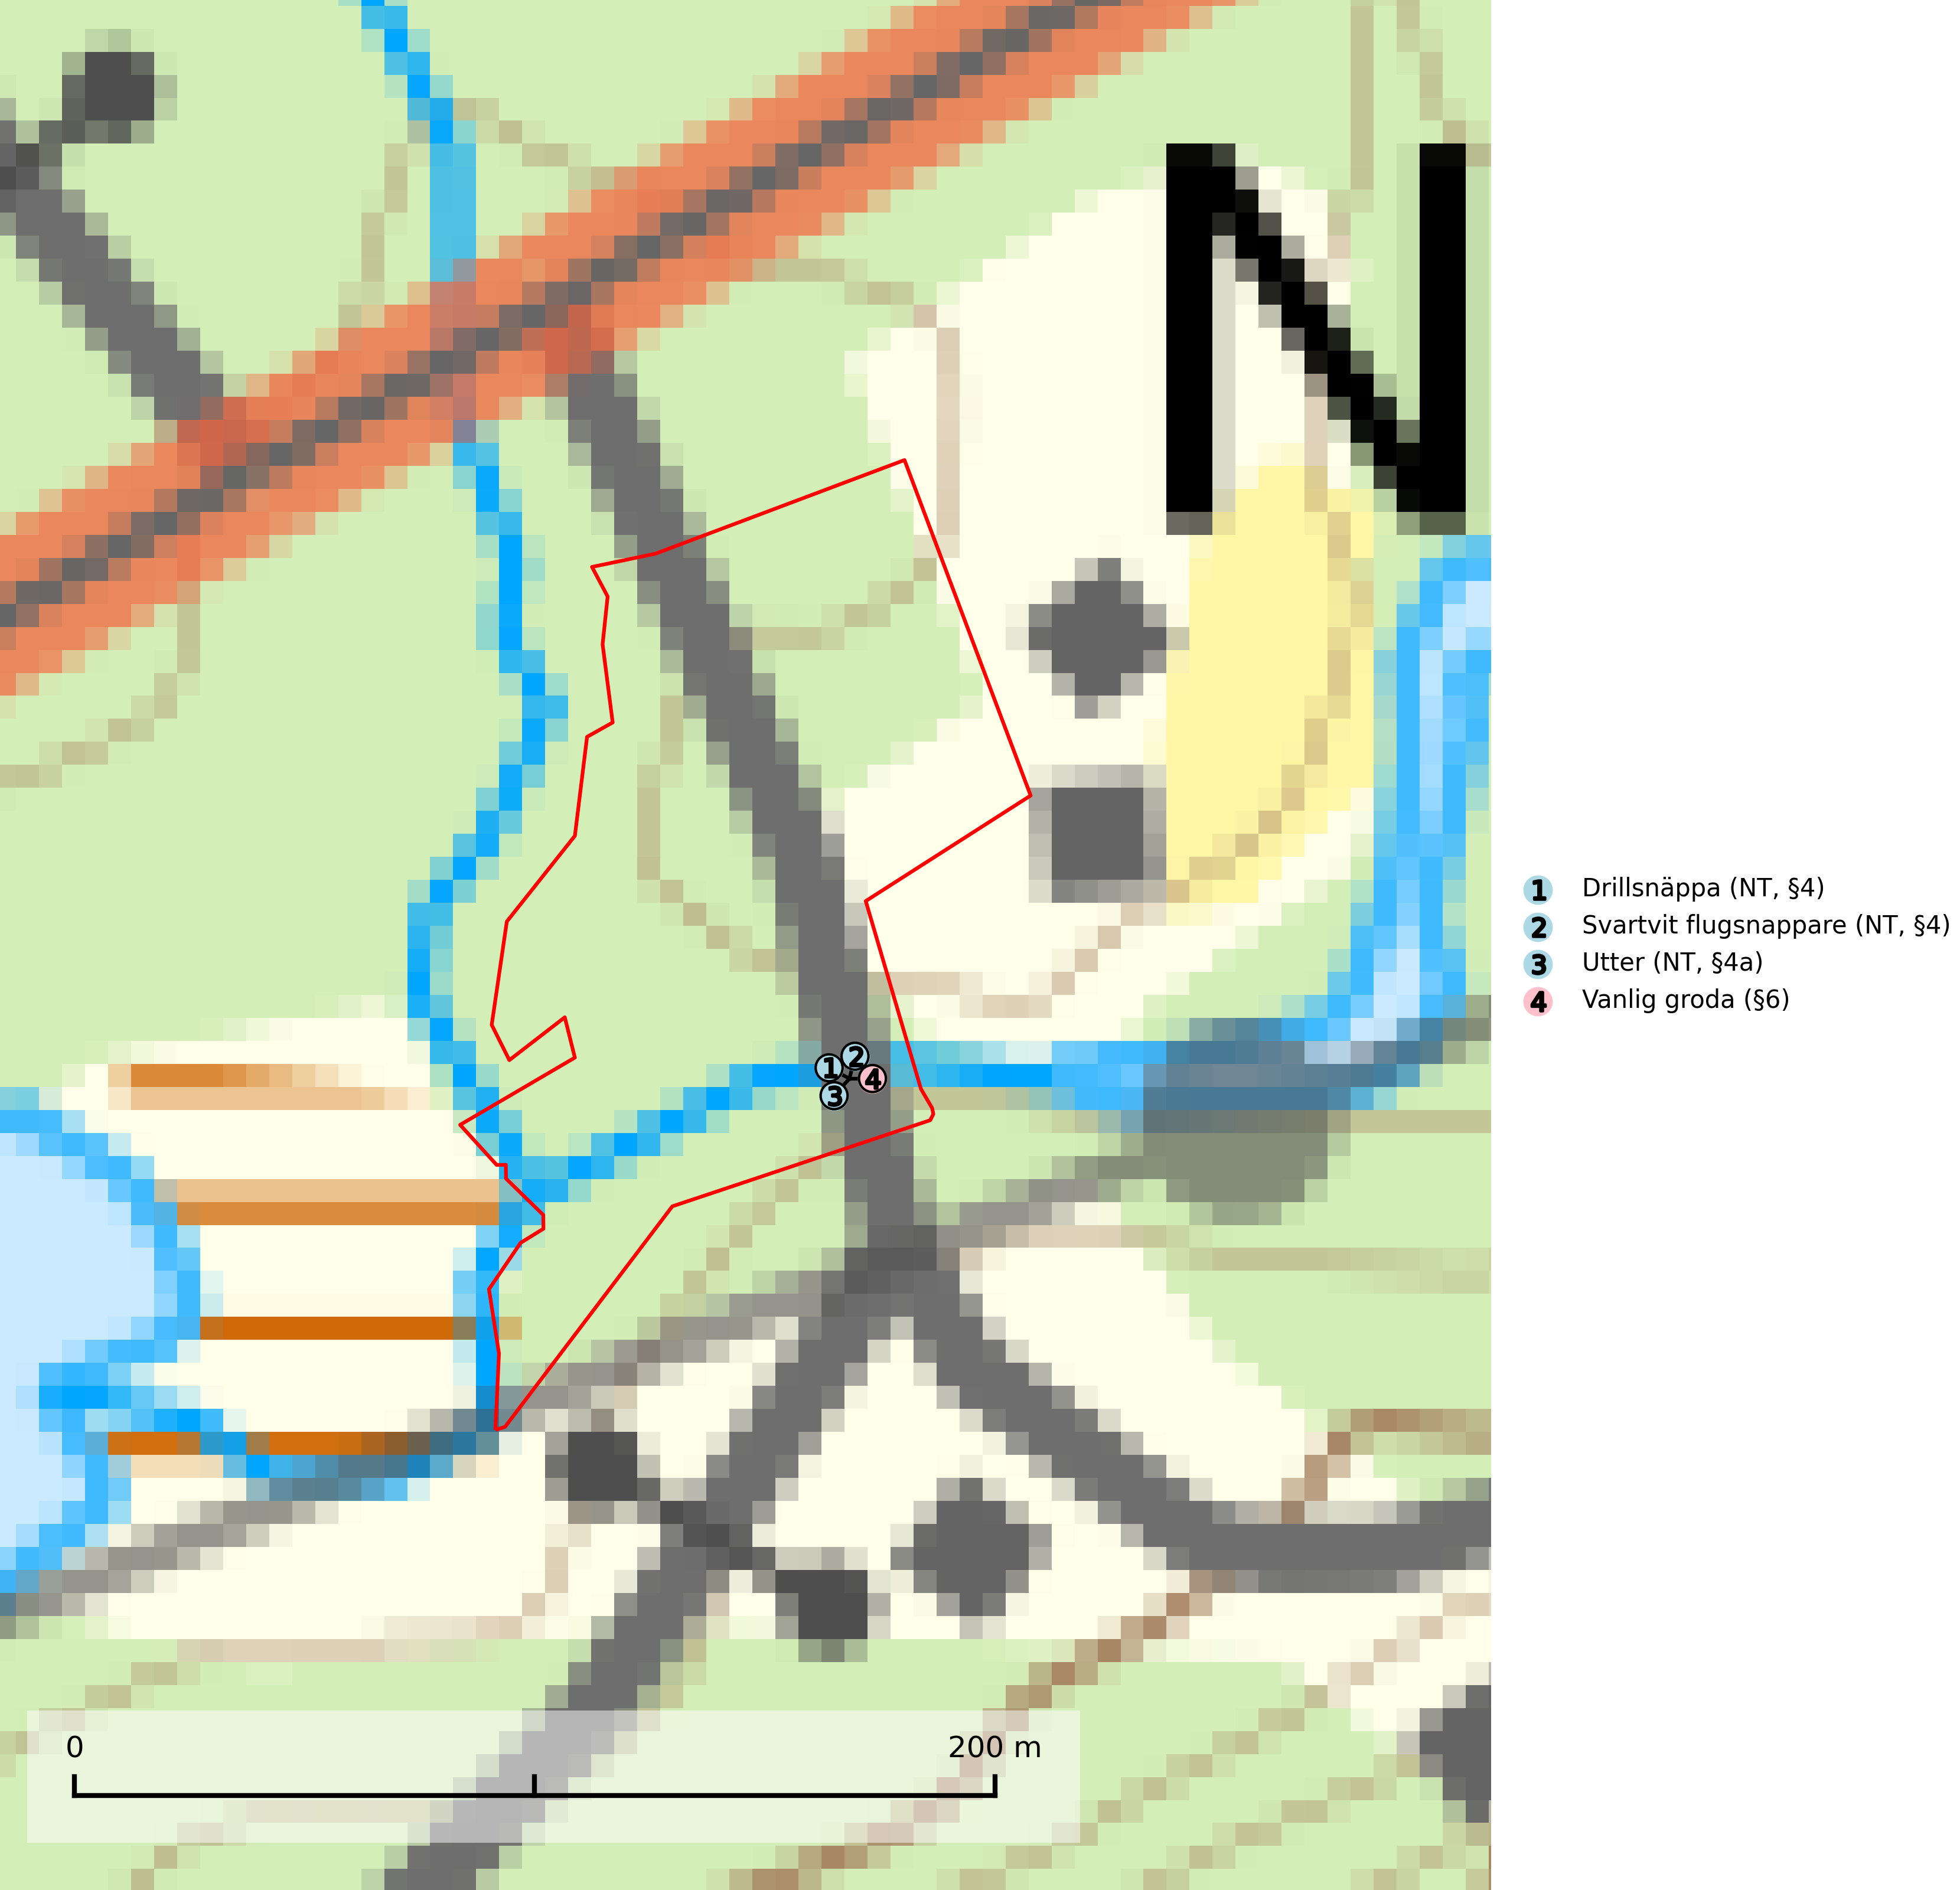 N
1 2 3 4
1 Drillsnäppa (NT, §4)
2 Svartvit flugsnappare (NT, §4)
3 Utter (NT, §4a)
4 Vanlig groda (§6)
0 200 m